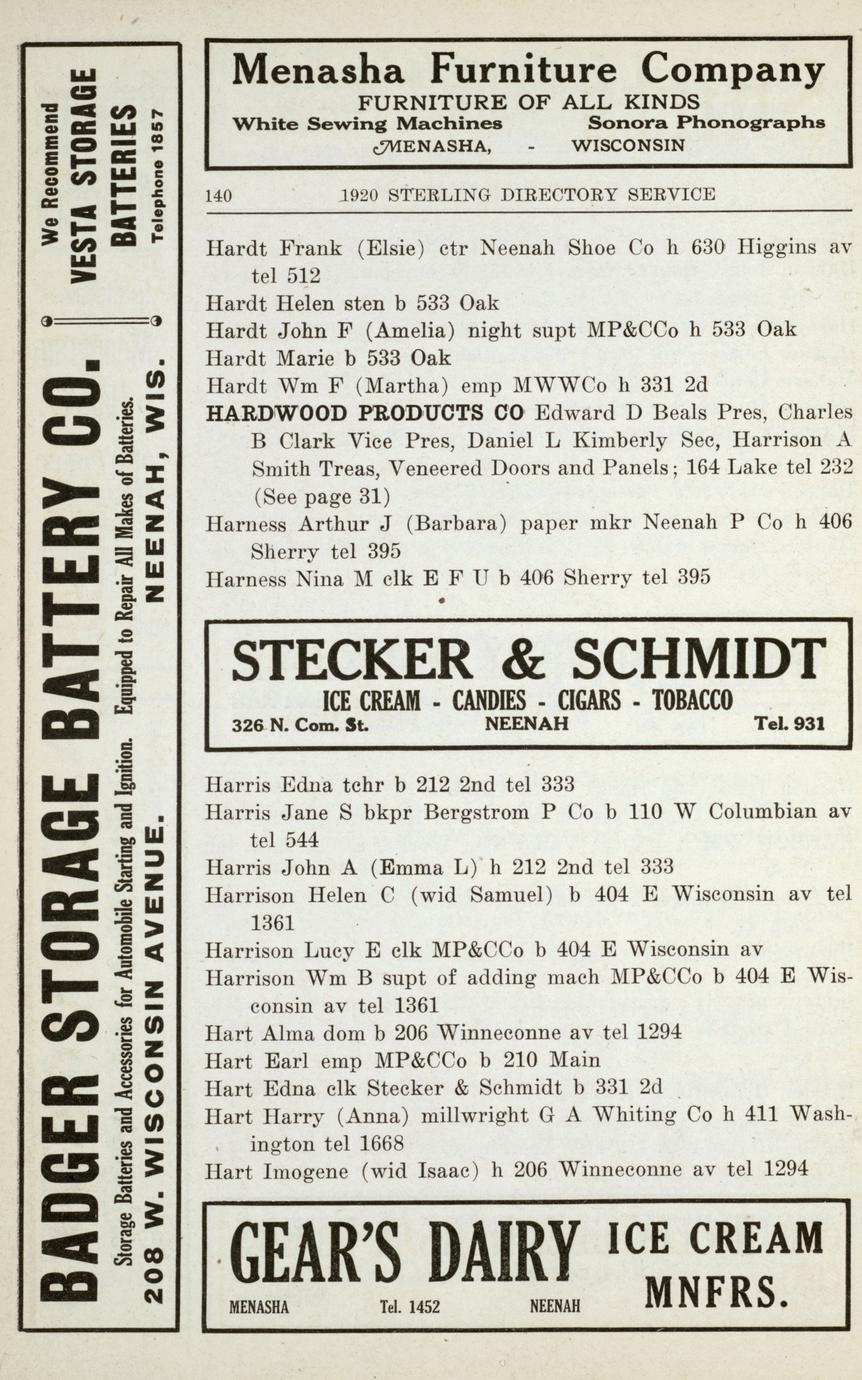 Menasha Furniture Company
FURNITURE OF ALL KINDS
White Sewing Machines Sonora Phonographs
MENASHA, - WISCONSIN
140 1920 STERLING DIRECTORY SERVICE
Hardt Frank (Elsie) ctr Neenah Shoe Co h 630 Higgins av
tel 512
Hardt Helen sten b 533 Oak
Hardt John F (Amelia) night supt MP&CCo h 533 Oak
Hardt Marie b 533 Oak
Hardt Wm F (Martha) emp MWWCo h 331 2d
HARDWOOD PRODUCTS CO Edward D Beals Pres, Charles
B Clark Vice Pres, Daniel L Kimberly Sec, Harrison A
Smith Treas, Veneered Doors and Panels; 164 Lake tel 232
(See page 31)
Harness Arthur J (Barbara) paper mkr Neenah P Co h 406
Sherry tel 395
Harness Nina M clk E F U b 406 Sherry tel 395
STECKER & SCHMIDT
ICE CREAM - CANDIES - CIGARS - TOBACCO
326 N. Com. St. NEENAH Tel. 931
Harris Edna tchr b 212 2nd tel 333
Harris Jane S bkpr Bergstrom P Co b 110 W Columbian av
tel 544
Harris John A (Emma L) h 212 2nd tel 333
Harrison Helen C (wid Samuel) b 404 E Wisconsin av tel
1361
Harrison Lucy E clk MP&CCo b 404 E Wisconsin av
Harrison Wm B supt of adding mach MP&CCo b 404 E Wis-
consin av tel 1361
Hart Alma dom b 206 Winneconne av tel 1294
Hart Earl emp MP&CCo b 210 Main
Hart Edna clk Stecker & Schmidt b 331 2d
Hart Harry (Anna) millwright G A Whiting Co h 411 Wash-
ington tel 1668
Hart Imogene (wid Isaac) h 206 Winneconne av tel 1294
GEAR'S DAIRY ICE CREAM
MNFRS.
MENASHA Tel. 1452 NEENAH
BADGER STORAGE BATTERY CO.
Storage Batteries and Accessories for Automobile Starting and Ignition. Equipped to Repair All Makes of Batteries.
208 W. WISCONSIN AVENUE. NEENAH, WIS.
We Recommend
VESTA STORAGE
BATTERIES
Telephone 1857